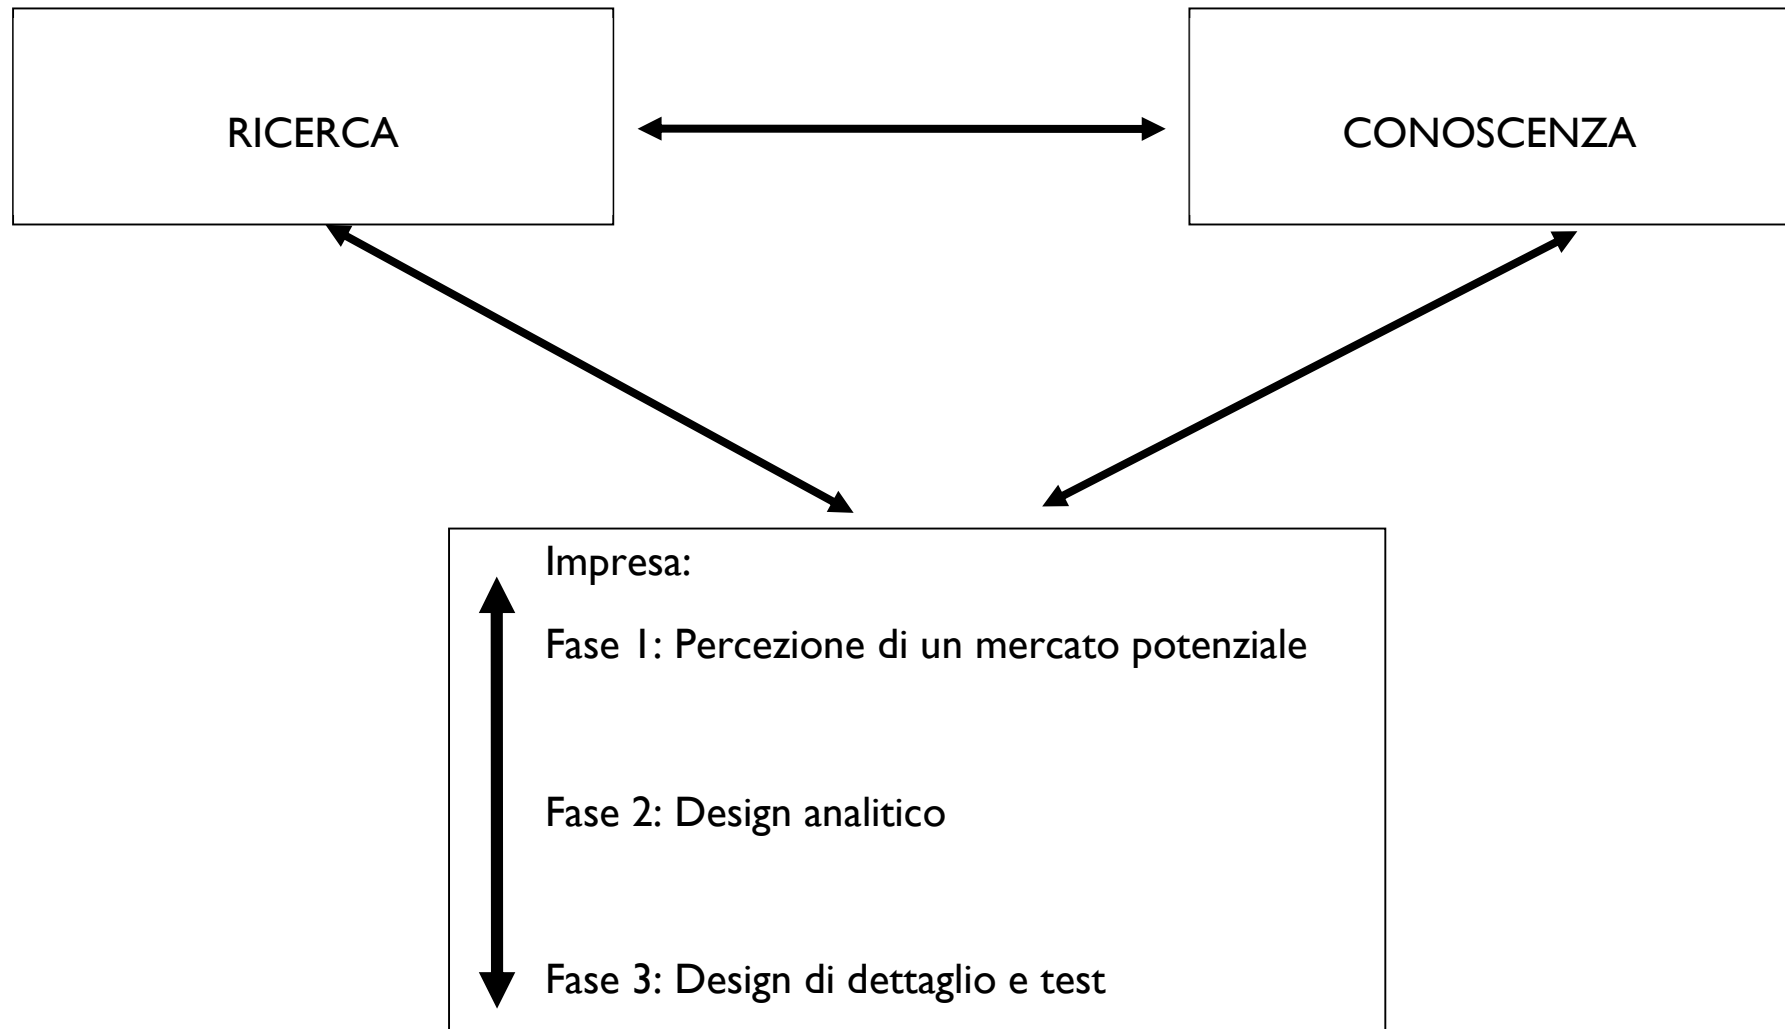 RICERCA
CONOSCENZA
Impresa:
Fase 1: Percezione di un mercato potenziale
Fase 2: Design analitico
Fase 3: Design di dettaglio e test